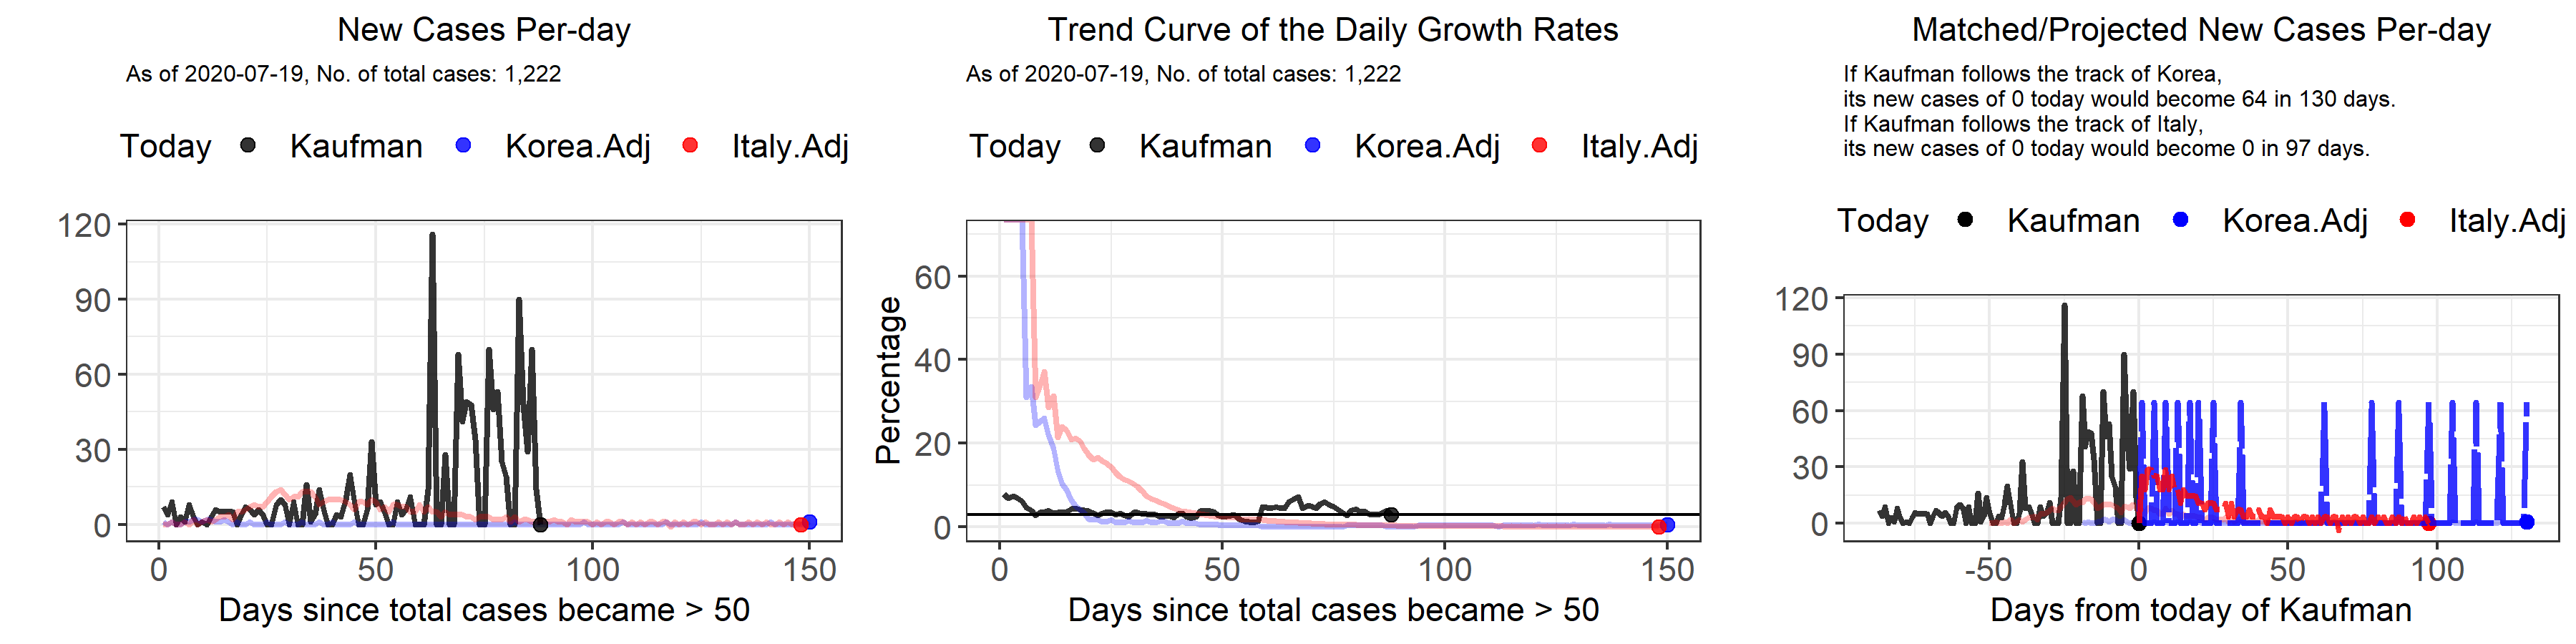 New Cases Per-day
As of 2020-07-19, No. of total cases: 1,222
Today Kaufman Korea.Adj Italy.Adj
120
90
60
30
0
0 50 100 150
Days since total cases became > 50
Trend Curve of the Daily Growth Rates
As of 2020-07-19, No. of total cases: 1,222
Today Kaufman Korea.Adj Italy.Adj
Percentage
60
40
20
0
0 50 100 150
Days since total cases became > 50
Matched/Projected New Cases Per-day
If Kaufman follows the track of Korea,
its new cases of 0 today would become 64 in 130 days.
If Kaufman follows the track of Italy,
its new cases of 0 today would become 0 in 97 days.
Today Kaufman Korea.Adj Italy.Adj
120
90
60
30
0
-50 0 50 100
Days from today of Kaufman